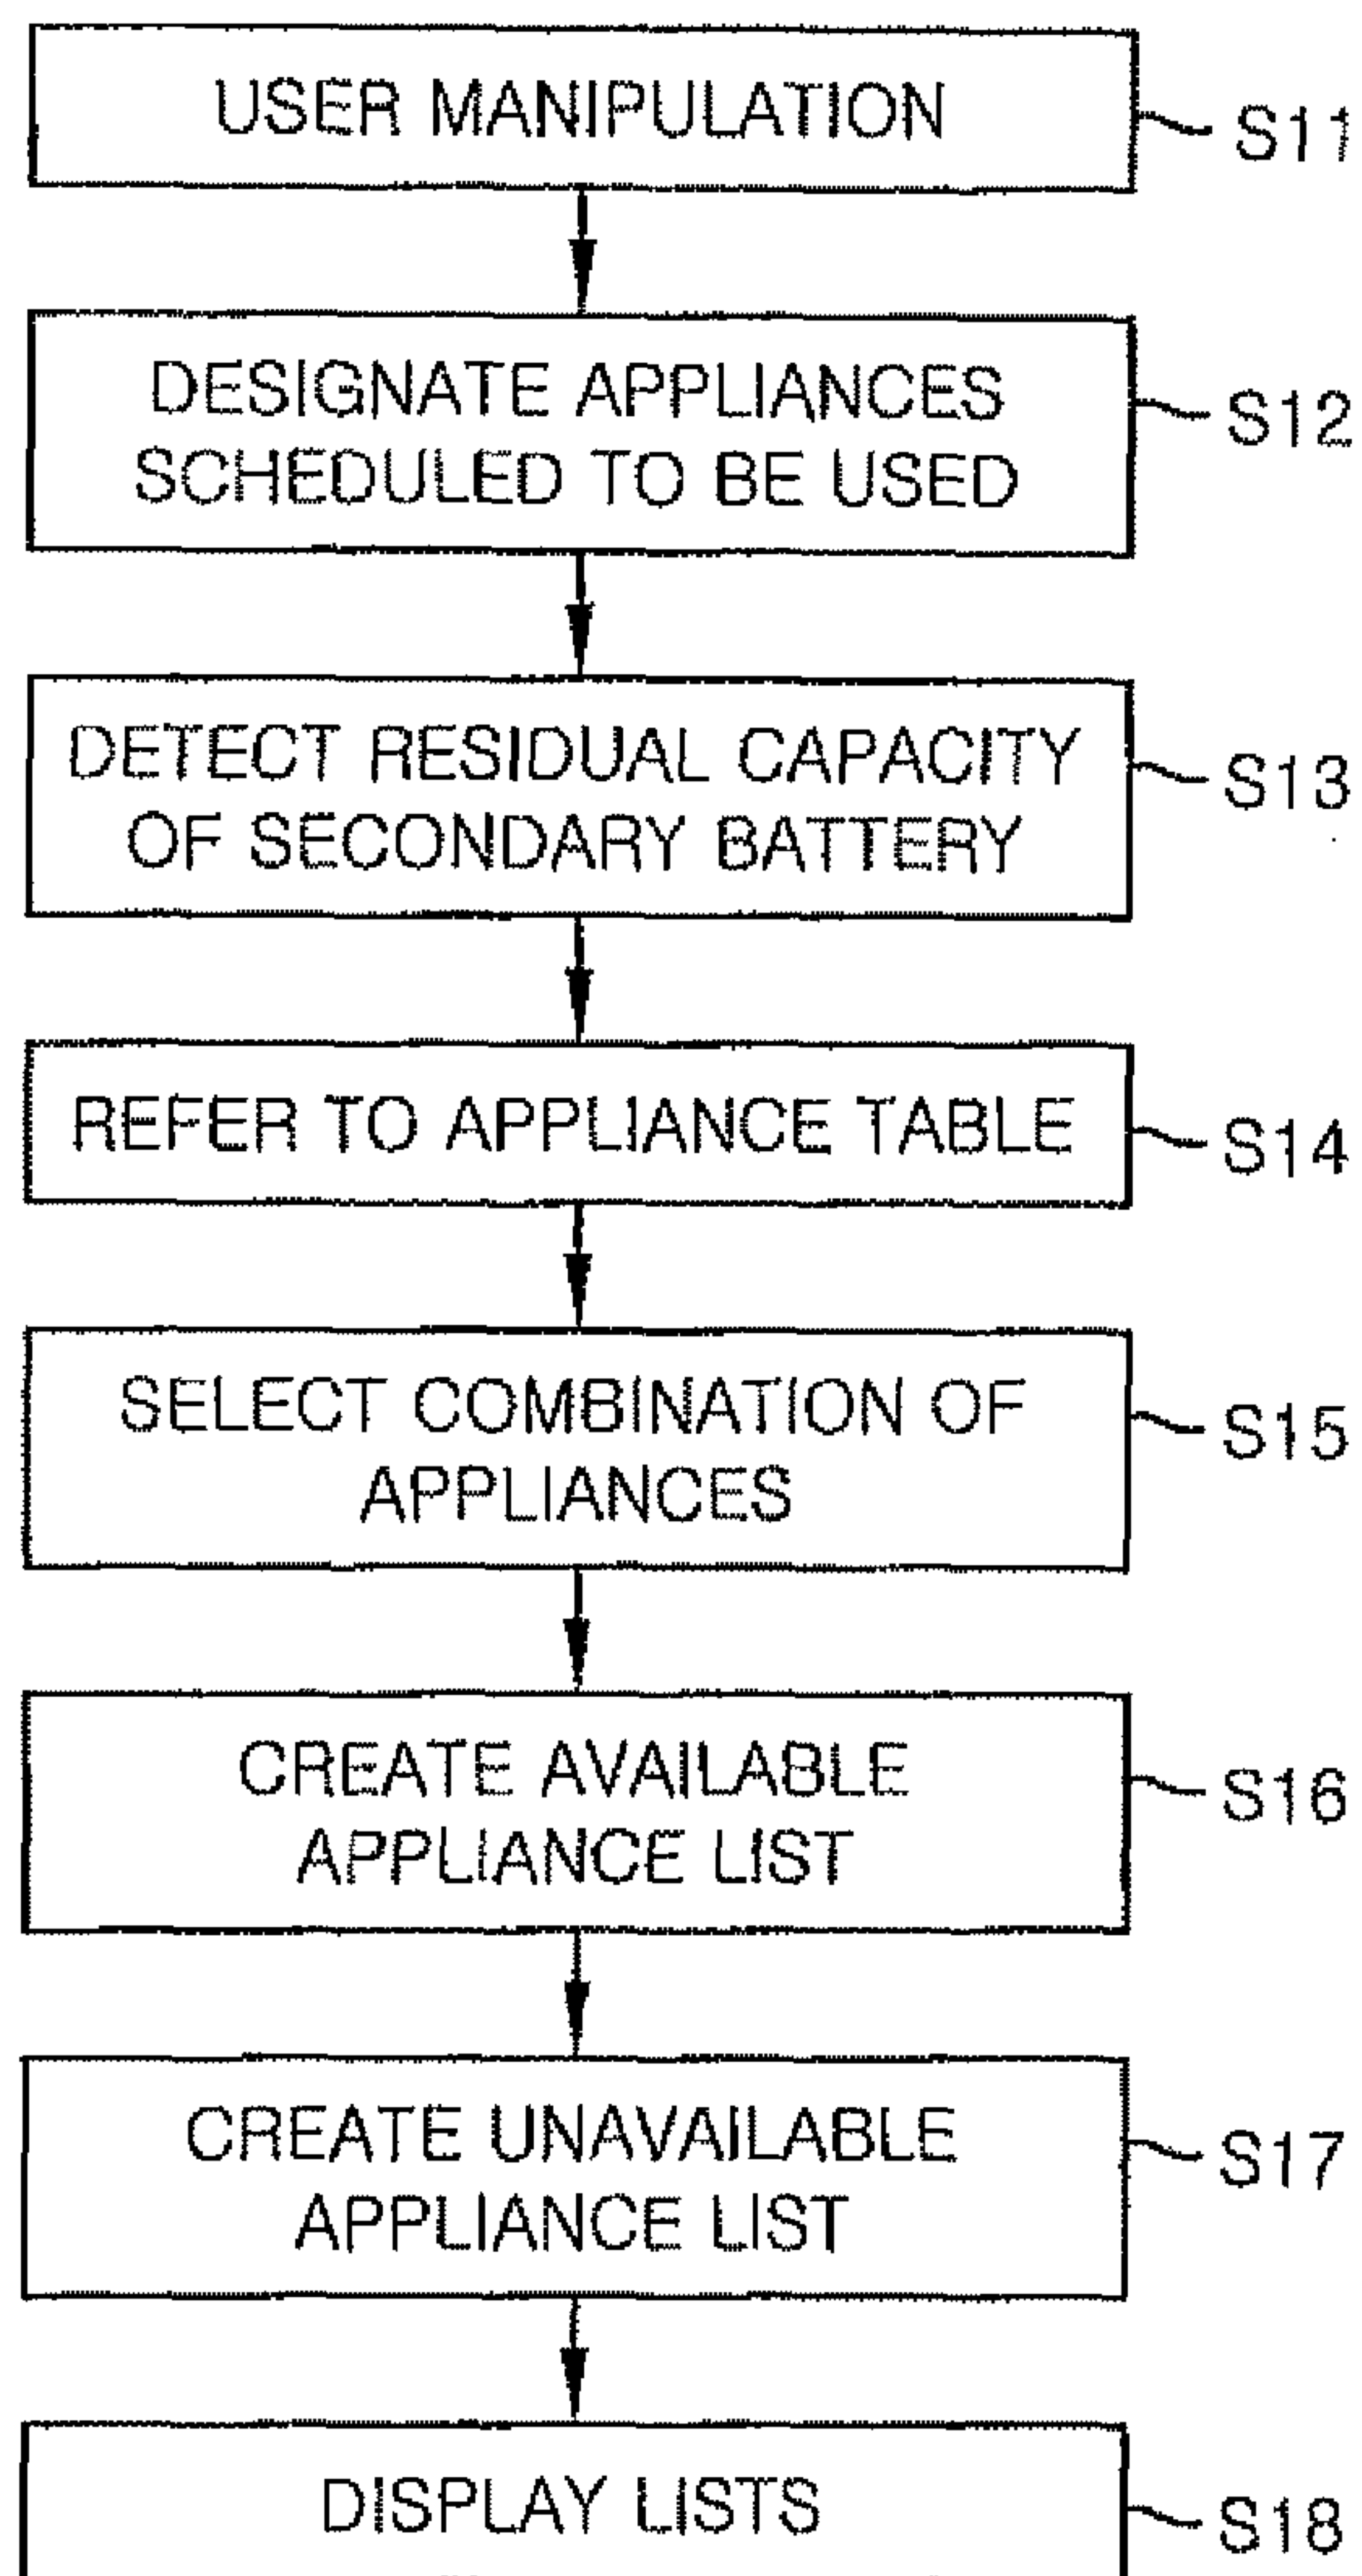 USER MANIPULATION
S11
DESIGNATE APPLIANCES
SCHEDULED TO BE USED
S12
DETECT RESIDUAL CAPACITY
OF SECONDARY BATTERY
S13
REFER TO APPLIANCE TABLE
S14
SELECT COMBINATION OF
APPLIANCES
S15
CREATE AVAILABLE
APPLIANCE LIST
S16
CREATE UNAVAILABLE
APPLIANCE LIST
S17
DISPLAY LISTS
S18